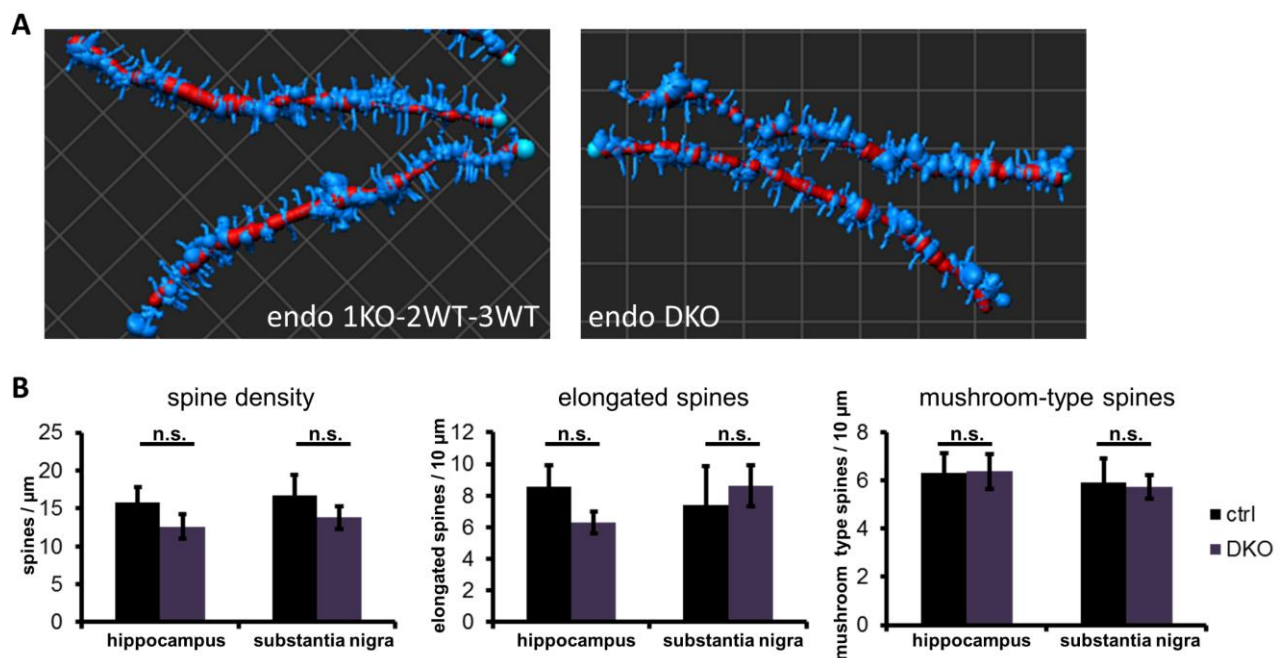 A
endo 1KO-2WT-3WT
endo DKO
B
spine density
spines / µm
25
20
15
10
5
0
n.s.
n.s.
hippocampus
substantia nigra
elongated spines
elongated spines / 10 µm
12
10
8
6
4
2
0
n.s.
n.s.
hippocampus
substantia nigra
mushroom-type spines
mushroom type spines / 10 µm
8
6
4
2
0
n.s.
n.s.
hippocampus
substantia nigra
ctrl
DKO